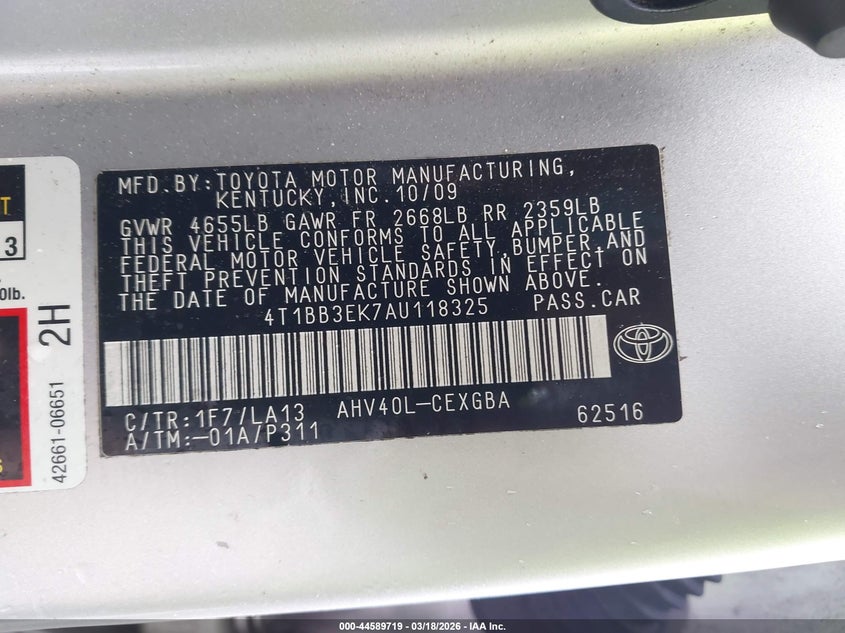 MFD.BY:TOYOTA MOTOR MANUFACTURING,
KENTUCKY,INC.10/09
GVWR 4655LB GAWR FR 2668LB RR 2359LB
THIS VEHICLE CONFORMS TO ALL APPLICABLE
FEDERAL MOTOR VEHICLE SAFETY,BUMPER,AND
THEFT PREVENTION STANDARDS IN EFFECT ON
THE DATE OF MANUFACTURE SHOWN ABOVE.
4T1BB3EK7AU118325 PASS.CAR
C/TR:1F7/LA13 AHV40L-CEXGBA 62516
A/TM:-01A/P311
T
3
0lb.
S
2H
42661-06651
000-44589719 - 03/18/2026 - IAA Inc.